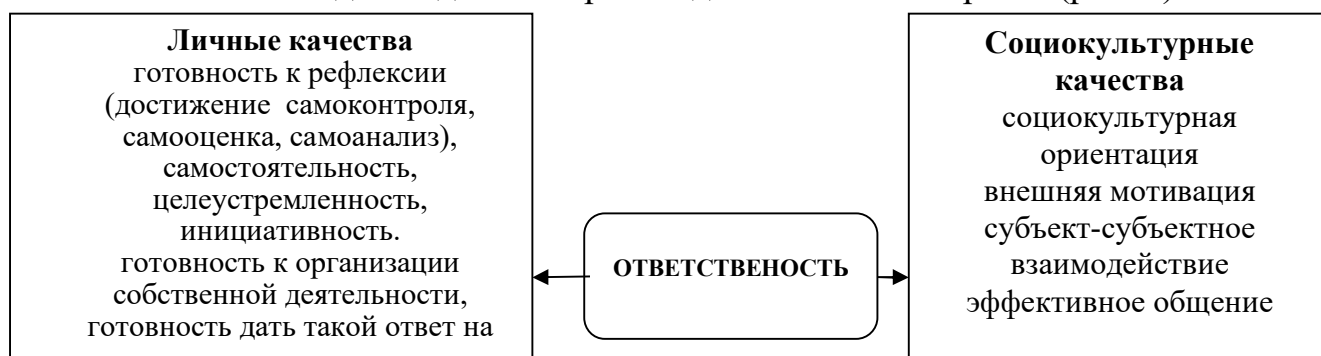 Личные качества
готовность к рефлексии
(достижение самоконтроля,
самооценка, самоанализ),
самостоятельность,
целеустремленность,
инициативность.
готовность к организации
собственной деятельности,
готовность дать такой ответ на
ОТВЕТСТВЕНОСТЬ
Социокультурные
качества
социокультурная
ориентация
внешняя мотивация
субъект-субъектное
взаимодействие
эффективное общение